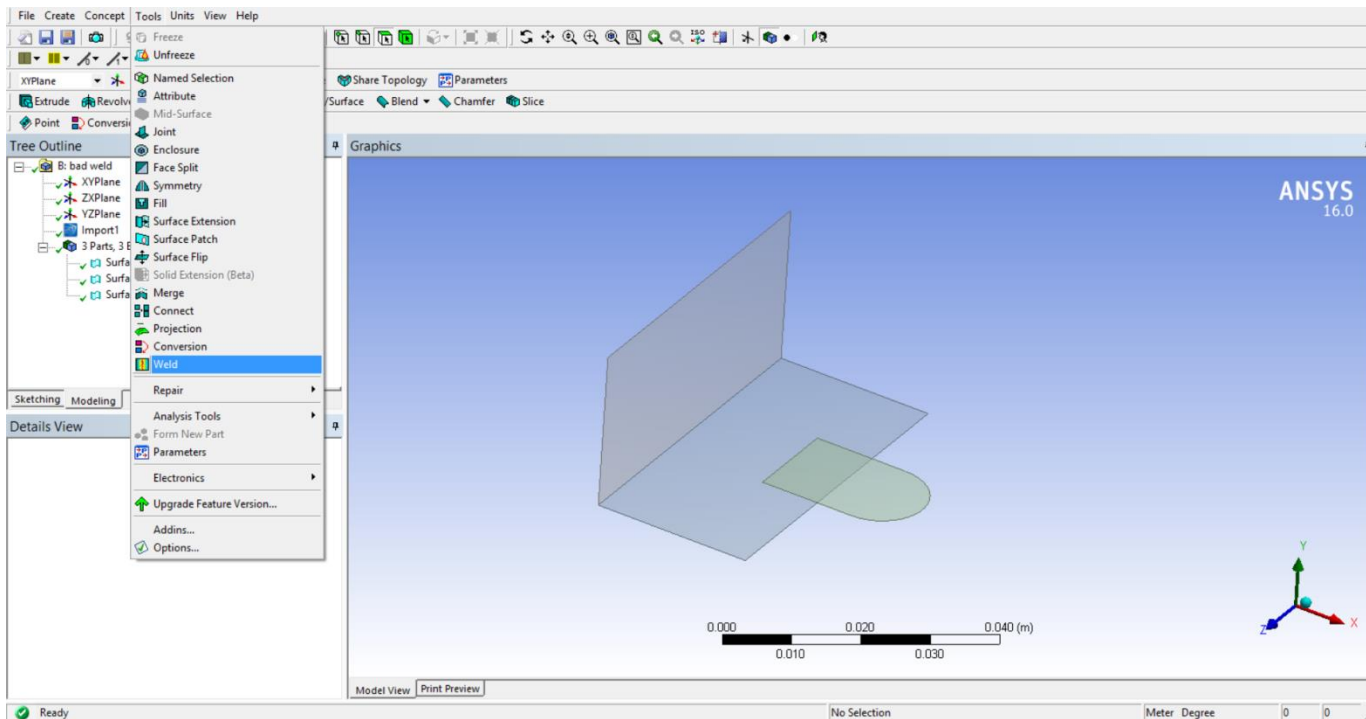 File Create Concept Tools Units View Help
Freeze
Unfreeze
XYPlane
Named Selection
Share Topology Parameters
Attribute
Extrude Revolve
/Surface Blend Chamfer Slice
Mid-Surface
Point Conversi
Joint
Tree Outline
Enclosure
Graphics
B: bad weld
Face Split
XYPlane
Symmetry
ZXPlane
Fill
YZPlane
Surface Extension
Import1
Surface Patch
3 Parts, 3 B
Surface Flip
Surfa
Solid Extension (Beta)
Surfa
Merge
Surfa
Connect
Projection
Conversion
Weld
Repair
Sketching Modeling
Analysis Tools
Details View
Form New Part
Parameters
Electronics
Upgrade Feature Version...
Addins...
Options...
ANSYS
16.0
Y
X
Z
0.000 0.020 0.040 (m)
0.010 0.030
Model View Print Preview
Ready
No Selection
Meter Degree 0 0